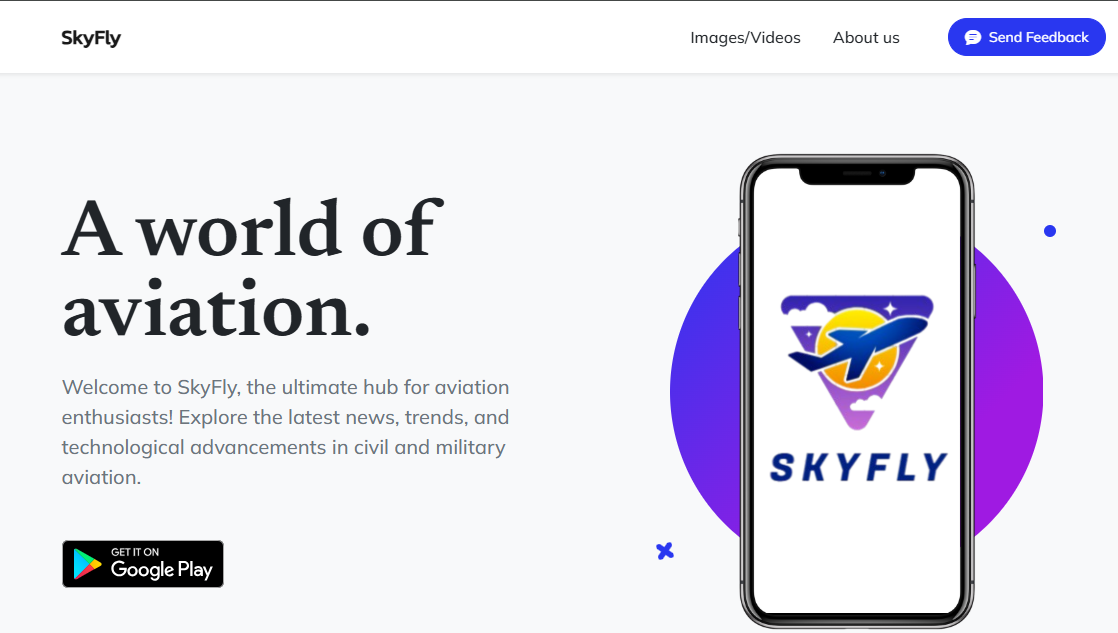 SkyFly
Images/Videos
About us
Send Feedback
A world of
aviation.
Welcome to SkyFly, the ultimate hub for aviation
enthusiasts! Explore the latest news, trends, and
technological advancements in civil and military
aviation.
GET IT ON
Google Play
SKYFLY